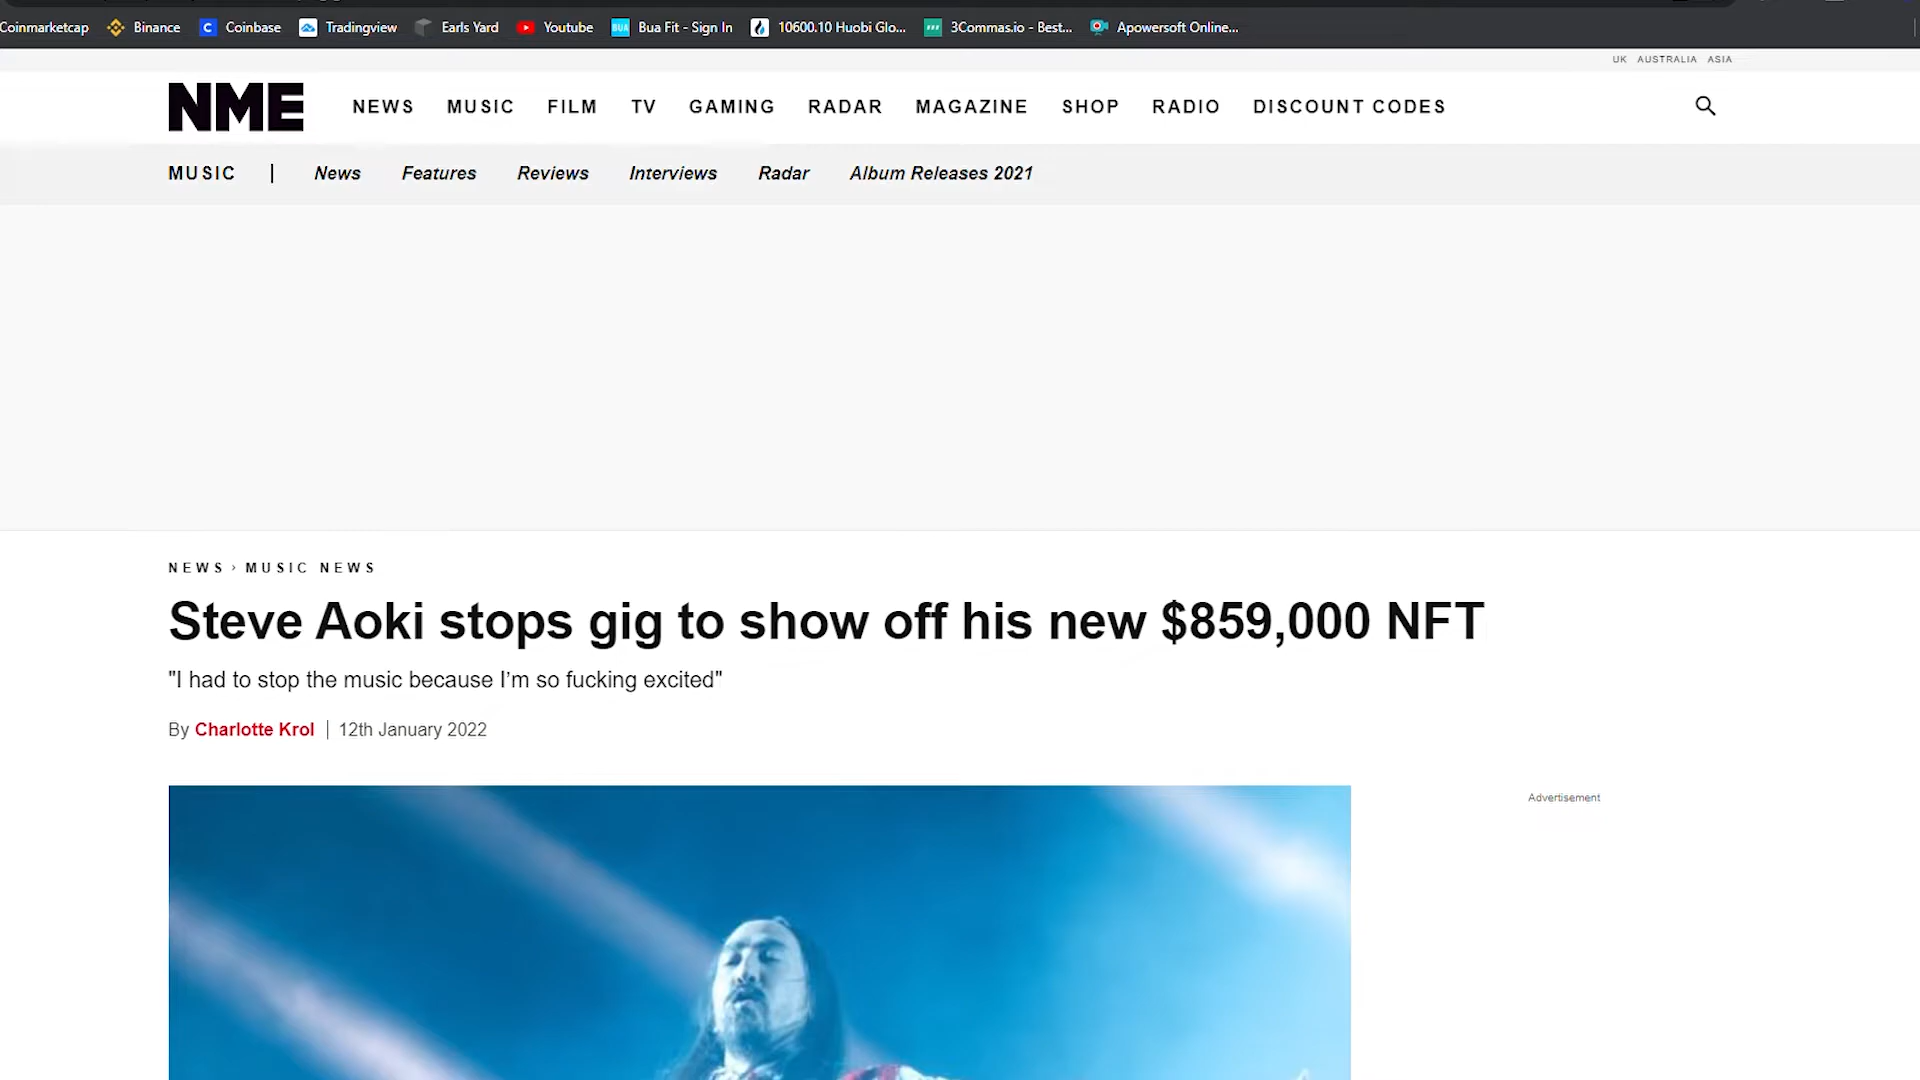 Coinmarketcap Binance Coinbase Tradingview Earls Yard Youtube BUA Bua Fit - Sign In 10600.10 Huobi Glo... 3Commas.io - Best... Apowersoft Online...
UK AUSTRALIA ASIA
NME NEWS MUSIC FILM TV GAMING RADAR MAGAZINE SHOP RADIO DISCOUNT CODES
MUSIC | News Features Reviews Interviews Radar Album Releases 2021
NEWS › MUSIC NEWS
Steve Aoki stops gig to show off his new $859,000 NFT
"I had to stop the music because I’m so fucking excited"
By Charlotte Krol | 12th January 2022
Advertisement